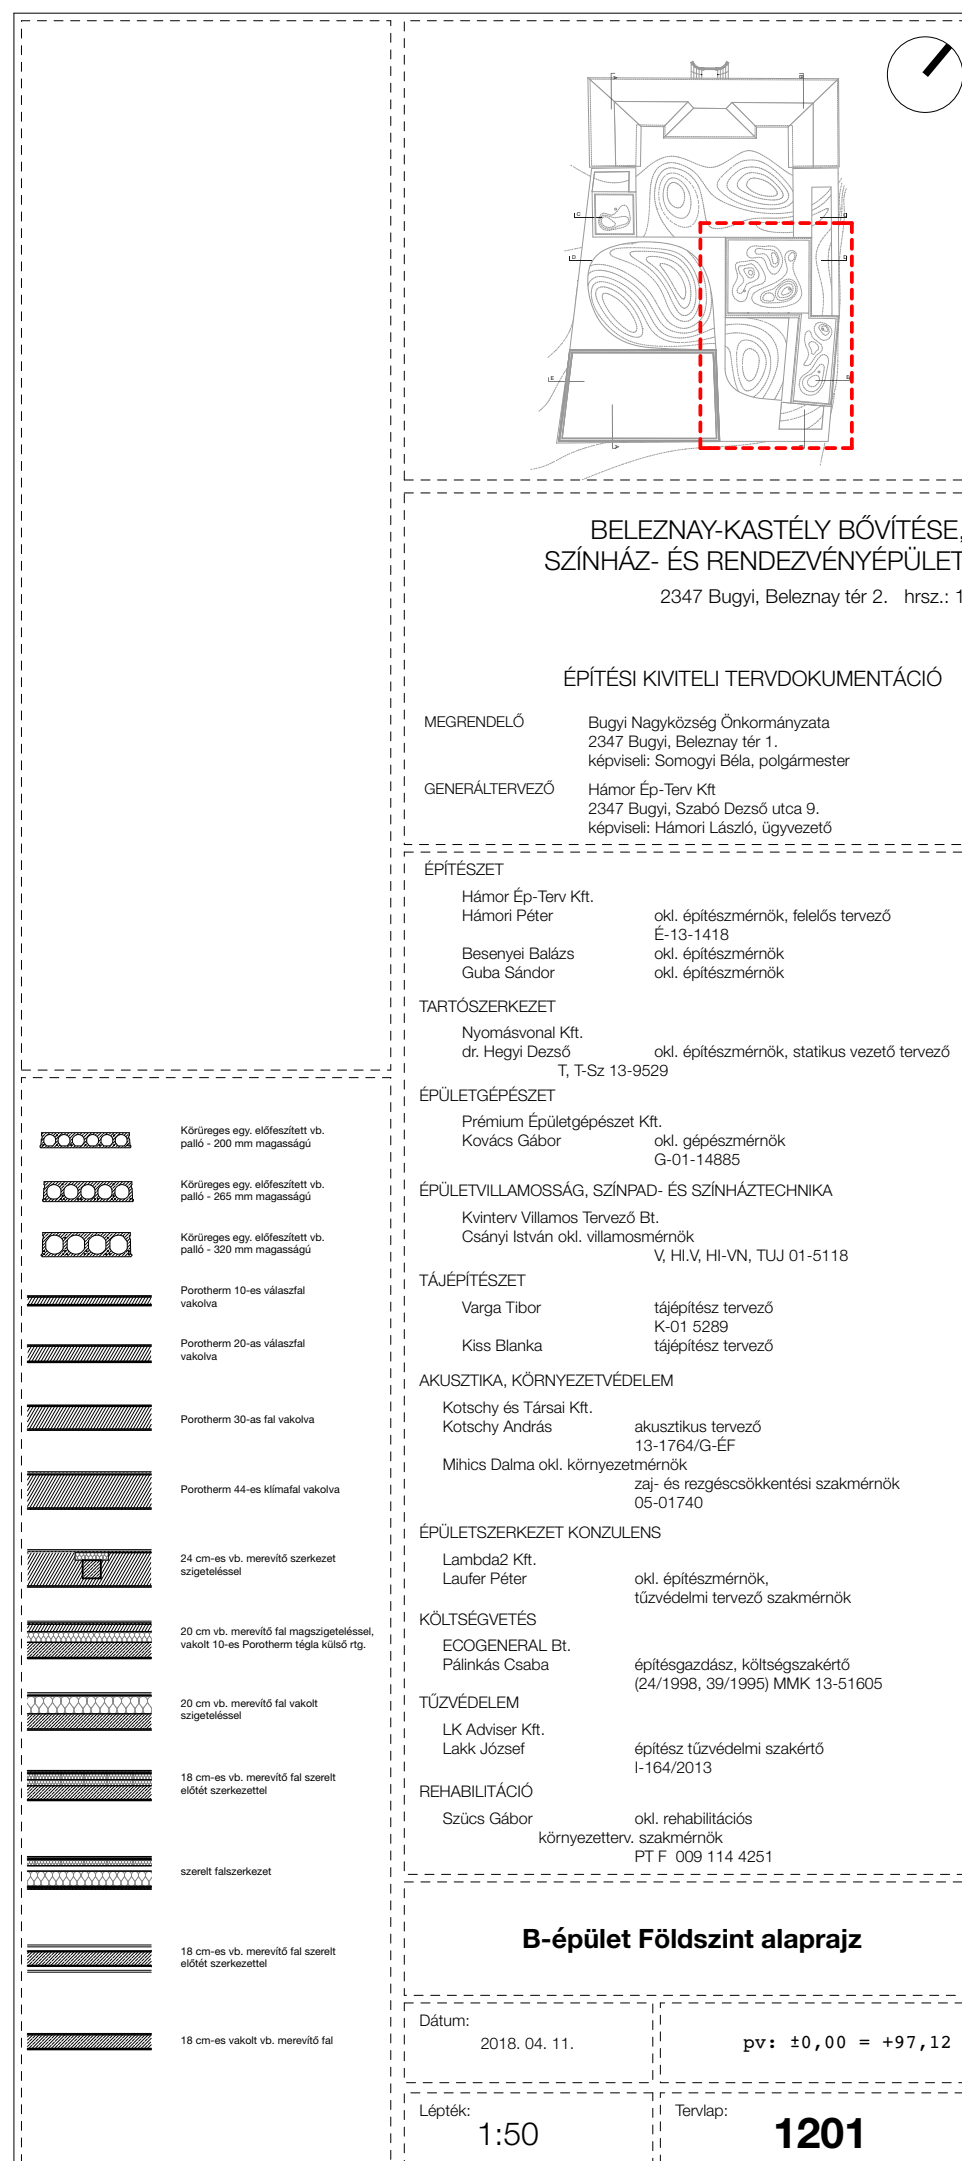 BELEZNAY-KASTÉLY BŐVÍTÉSE,
SZÍNHÁZ- ÉS RENDEZVÉNYÉPÜLET
2347 Bugyi, Beleznay tér 2. hrsz.: 1
ÉPÍTÉSI KIVITELI TERVDOKUMENTÁCIÓ
MEGRENDELŐ
Bugyi Nagyközség Önkormányzata
2347 Bugyi, Beleznay tér 1.
képviseli: Somogyi Béla, polgármester
GENERÁLTERVEZŐ
Hámor Ép-Terv Kft
2347 Bugyi, Szabó Dezső utca 9.
képviseli: Hámori László, ügyvezető
ÉPÍTÉSZET
Hámor Ép-Terv Kft.
Hámori Péter okl. építészmérnök, felelős tervező
É-13-1418
Besenyei Balázs okl. építészmérnök
Guba Sándor okl. építészmérnök
TARTÓSZERKEZET
Nyomásvonal Kft.
dr. Hegyi Dezső okl. építészmérnök, statikus vezető tervező
T, T-Sz 13-9529
ÉPÜLETGÉPÉSZET
Prémium Épületgépészet Kft.
Kovács Gábor okl. gépészmérnök
G-01-14885
ÉPÜLETVILLAMOSSÁG, SZÍNPAD- ÉS SZÍNHÁZTECHNIKA
Kvinterv Villamos Tervező Bt.
Csányi István okl. villamosmérnök
V, HI.V, HI-VN, TUJ 01-5118
TÁJÉPÍTÉSZET
Varga Tibor tájépítész tervező
K-01 5289
Kiss Blanka tájépítész tervező
AKUSZTIKA, KÖRNYEZETVÉDELEM
Kotschy és Társai Kft.
Kotschy András akusztikus tervező
13-1764/G-ÉF
Mihics Dalma okl. környezetmérnök
zaj- és rezgéscsökkentési szakmérnök
05-01740
ÉPÜLETSZERKEZET KONZULENS
Lambda2 Kft.
Laufer Péter okl. építészmérnök,
tűzvédelmi tervező szakmérnök
KÖLTSÉGVETÉS
ECOGENERAL Bt.
Pálinkás Csaba építésgazdász, költségszakértő
(24/1998, 39/1995) MMK 13-51605
TŰZVÉDELEM
LK Adviser Kft.
Lakk József építész tűzvédelmi szakértő
I-164/2013
REHABILITÁCIÓ
Szücs Gábor okl. rehabilitációs
környezetterv. szakmérnök
PT F 009 114 4251
Körüreges egy. előfeszített vb.
palló - 200 mm magasságú
Körüreges egy. előfeszített vb.
palló - 265 mm magasságú
Körüreges egy. előfeszített vb.
palló - 320 mm magasságú
Porotherm 10-es válaszfal
vakolva
Porotherm 20-as válaszfal
vakolva
Porotherm 30-as fal vakolva
Porotherm 44-es klímafal vakolva
24 cm-es vb. merevítő szerkezet
szigeteléssel
20 cm vb. merevítő fal magszigeteléssel,
vakolt 10-es Porotherm tégla külső rtg.
20 cm vb. merevítő fal vakolt
szigeteléssel
18 cm-es vb. merevítő fal szerelt
előtét szerkezettel
szerelt falszerkezet
18 cm-es vb. merevítő fal szerelt
előtét szerkezettel
18 cm-es vakolt vb. merevítő fal
B-épület Földszint alaprajz
Dátum:
2018. 04. 11.
pv: ±0,00 = +97,12
Lépték:
1:50
Tervlap:
1201